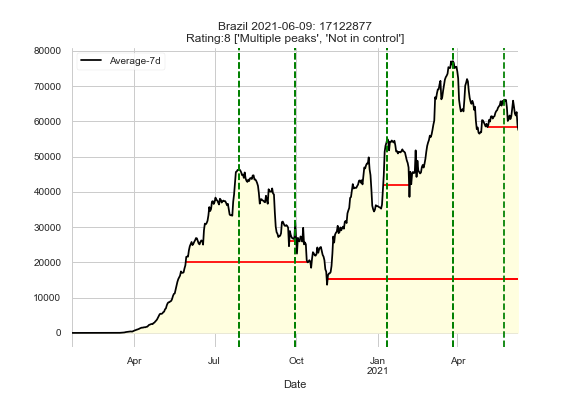 Brazil 2021-06-09: 17122877
Rating:8 ['Multiple peaks', 'Not in control']
80000
Average-7d
70000
60000
50000
40000
30000
20000
10000
0
Apr Jul Oct Jan Apr
2021
Date